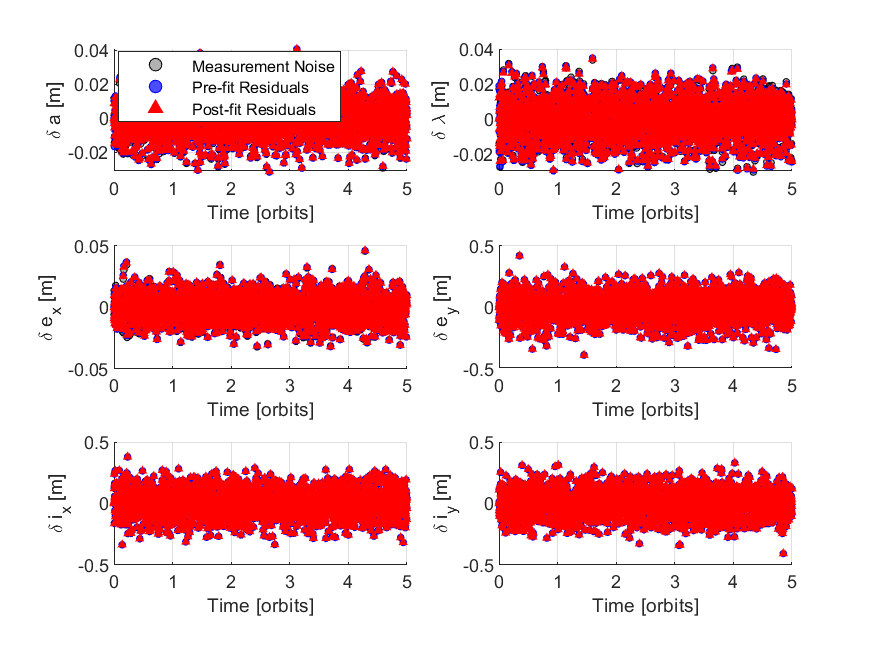 0.04
0.02
0
-0.02
δ a [m]
Measurement Noise
Pre-fit Residuals
Post-fit Residuals
0 1 2 3 4 5
Time [orbits]
0.04
0.02
0
-0.02
δ λ [m]
0 1 2 3 4 5
Time [orbits]
0.05
0
-0.05
δ e_x [m]
0 1 2 3 4 5
Time [orbits]
0.5
0
-0.5
δ e_y [m]
0 1 2 3 4 5
Time [orbits]
0.5
0
-0.5
δ i_x [m]
0 1 2 3 4 5
Time [orbits]
0.5
0
-0.5
δ i_y [m]
0 1 2 3 4 5
Time [orbits]